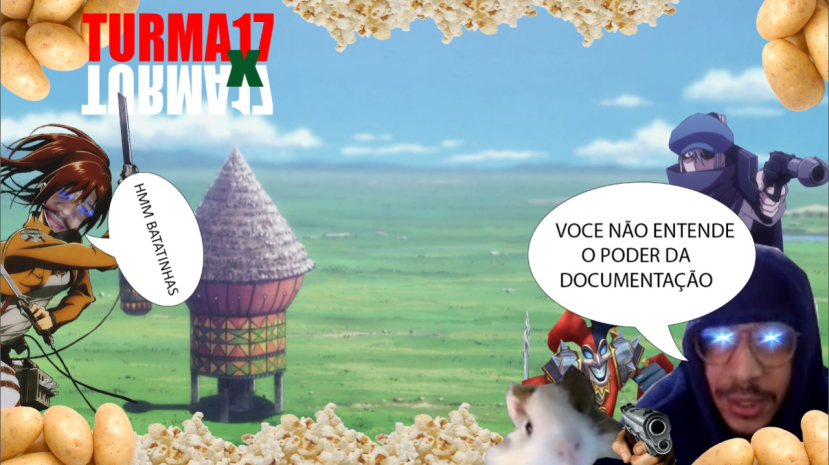 TURMA17
X
TURMA17
HMM BATATINHAS
VOCE NÃO ENTENDE
O PODER DA
DOCUMENTAÇÃO